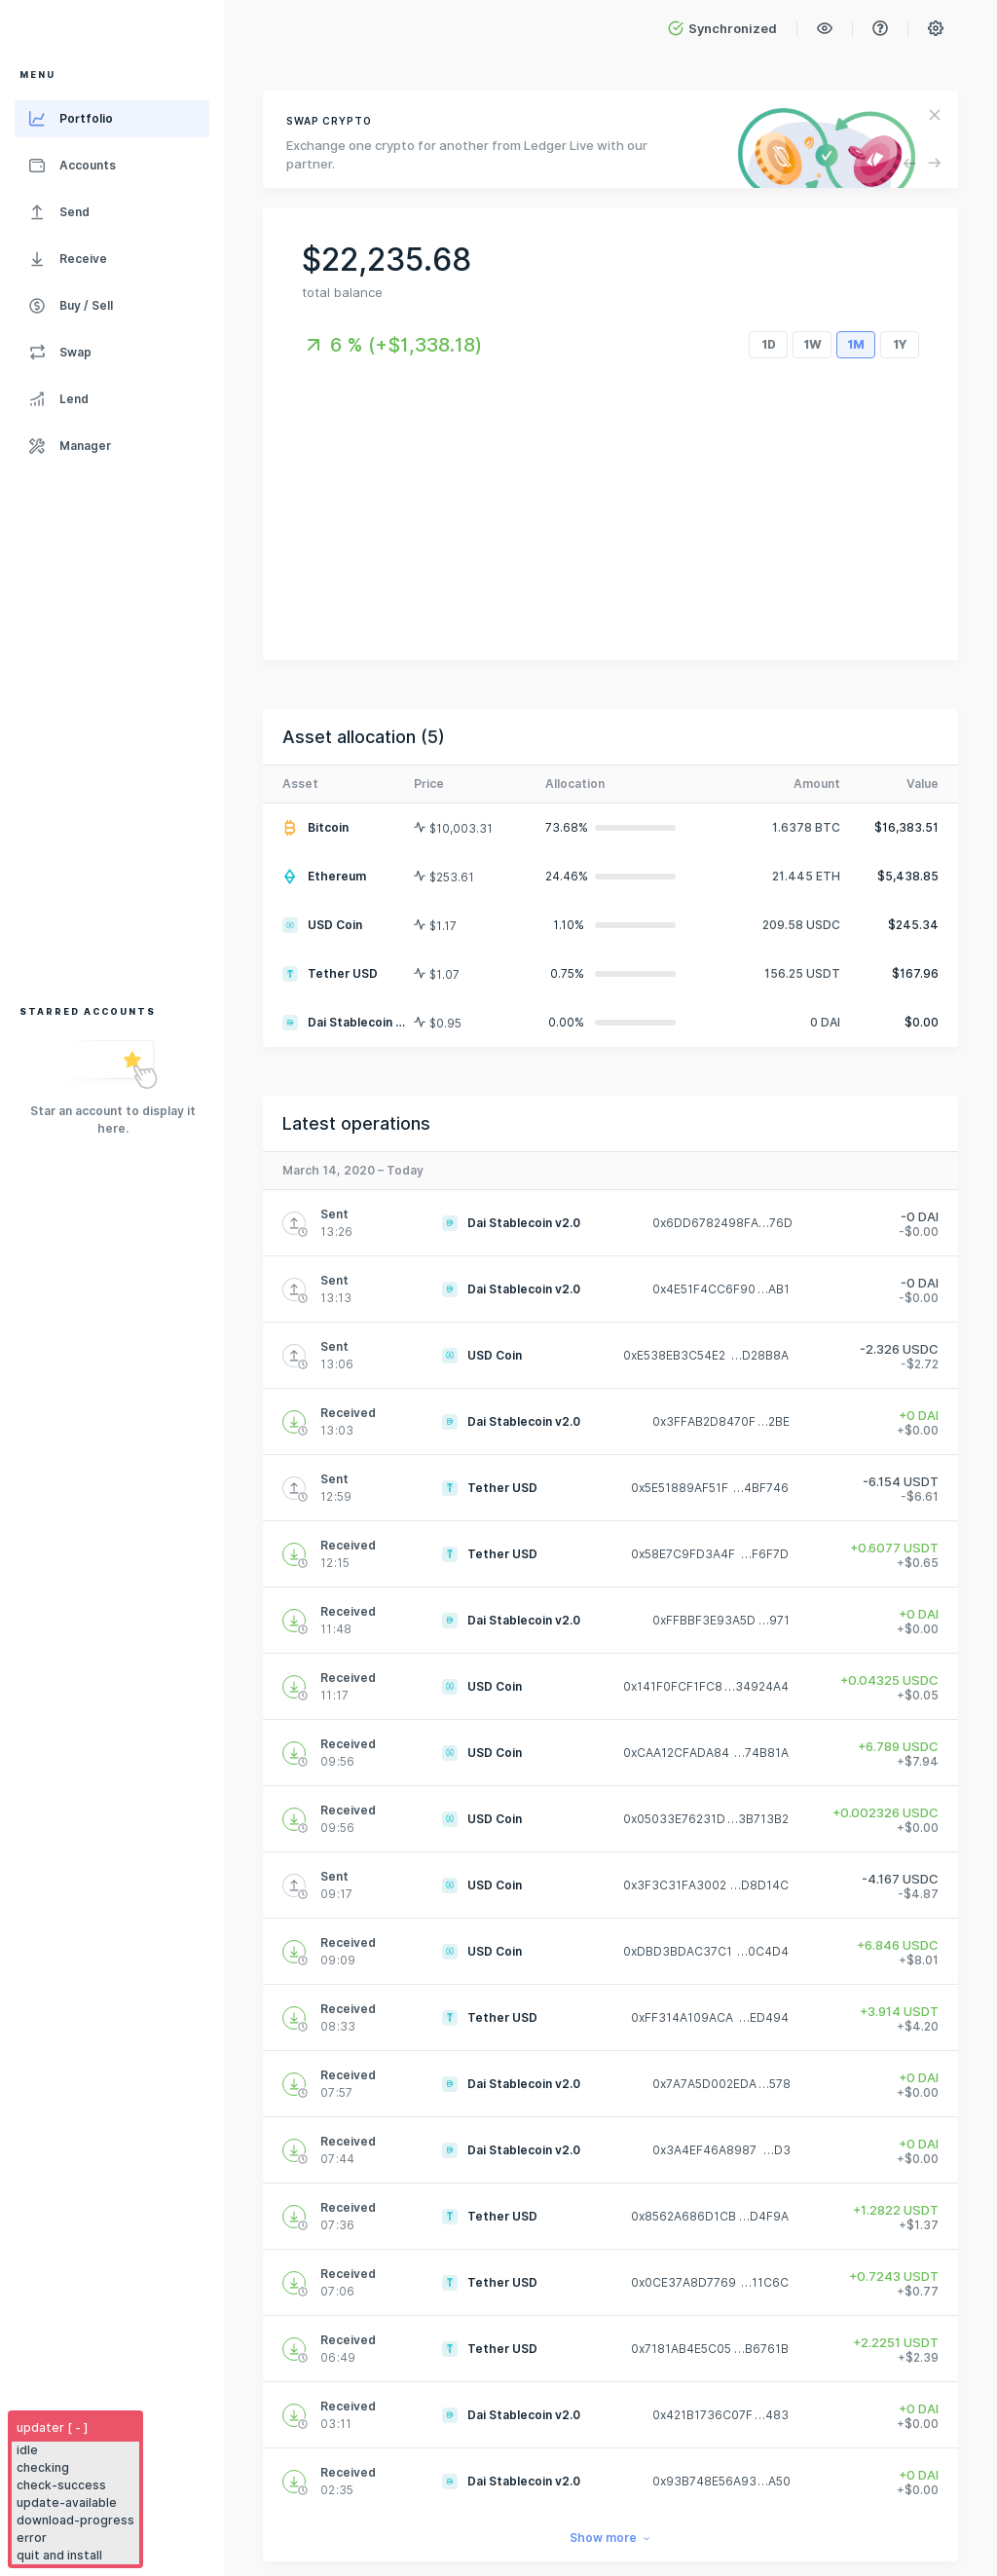 Synchronized
MENU
Portfolio
Accounts
Send
Receive
Buy / Sell
Swap
Lend
Manager
STARRED ACCOUNTS
Star an account to display it
here.
updater [ - ]
idle
checking
check-success
update-available
download-progress
error
quit and install
SWAP CRYPTO
Exchange one crypto for another from Ledger Live with our
partner.
$22,235.68
total balance
6 % (+$1,338.18)
1D 1W 1M 1Y
Asset allocation (5)
Asset Price Allocation Amount Value
Bitcoin $10,003.31 73.68% 1.6378 BTC $16,383.51
Ethereum $253.61 24.46% 21.445 ETH $5,438.85
USD Coin $1.17 1.10% 209.58 USDC $245.34
Tether USD $1.07 0.75% 156.25 USDT $167.96
Dai Stablecoin ... $0.95 0.00% 0 DAI $0.00
Latest operations
March 14, 2020 – Today
Sent
13:26
Dai Stablecoin v2.0 0x6DD6782498FA…76D
-0 DAI
-$0.00
Sent
13:13
Dai Stablecoin v2.0 0x4E51F4CC6F90…AB1
-0 DAI
-$0.00
Sent
13:06
USD Coin 0xE538EB3C54E2 …D28B8A
-2.326 USDC
-$2.72
Received
13:03
Dai Stablecoin v2.0 0x3FFAB2D8470F…2BE
+0 DAI
+$0.00
Sent
12:59
Tether USD 0x5E51889AF51F …4BF746
-6.154 USDT
-$6.61
Received
12:15
Tether USD 0x58E7C9FD3A4F …F6F7D
+0.6077 USDT
+$0.65
Received
11:48
Dai Stablecoin v2.0 0xFFBBF3E93A5D…971
+0 DAI
+$0.00
Received
11:17
USD Coin 0x141F0FCF1FC8…34924A4
+0.04325 USDC
+$0.05
Received
09:56
USD Coin 0xCAA12CFADA84 …74B81A
+6.789 USDC
+$7.94
Received
09:56
USD Coin 0x05033E76231D…3B713B2
+0.002326 USDC
+$0.00
Sent
09:17
USD Coin 0x3F3C31FA3002 …D8D14C
-4.167 USDC
-$4.87
Received
09:09
USD Coin 0xDBD3BDAC37C1 …0C4D4
+6.846 USDC
+$8.01
Received
08:33
Tether USD 0xFF314A109ACA …ED494
+3.914 USDT
+$4.20
Received
07:57
Dai Stablecoin v2.0 0x7A7A5D002EDA…578
+0 DAI
+$0.00
Received
07:44
Dai Stablecoin v2.0 0x3A4EF46A8987 …D3
+0 DAI
+$0.00
Received
07:36
Tether USD 0x8562A686D1CB …D4F9A
+1.2822 USDT
+$1.37
Received
07:06
Tether USD 0x0CE37A8D7769 …11C6C
+0.7243 USDT
+$0.77
Received
06:49
Tether USD 0x7181AB4E5C05 …B6761B
+2.2251 USDT
+$2.39
Received
03:11
Dai Stablecoin v2.0 0x421B1736C07F…483
+0 DAI
+$0.00
Received
02:35
Dai Stablecoin v2.0 0x93B748E56A93…A50
+0 DAI
+$0.00
Show more